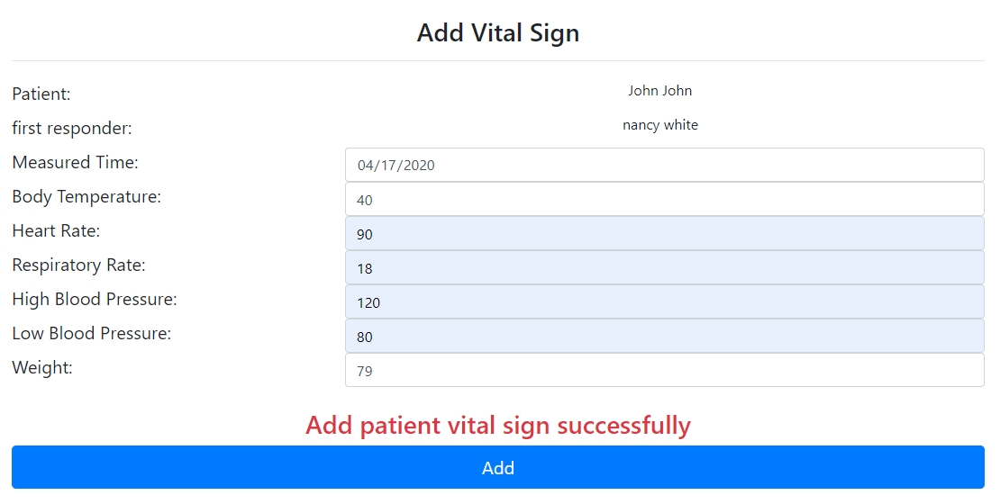 Add Vital Sign
Patient: John John
first responder: nancy white
Measured Time: 04/17/2020
Body Temperature: 40
Heart Rate: 90
Respiratory Rate: 18
High Blood Pressure: 120
Low Blood Pressure: 80
Weight: 79
Add patient vital sign successfully
Add